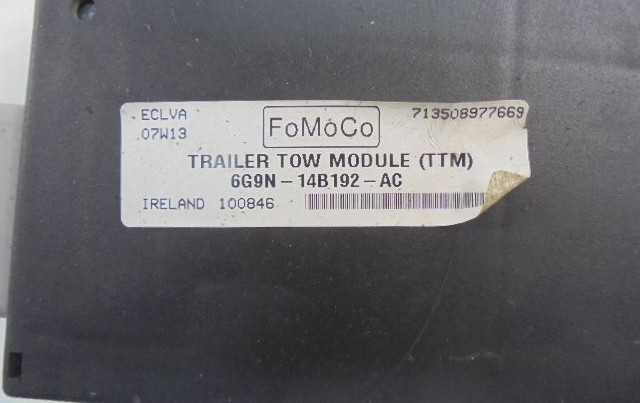 ECLVA
07W13
FoMoCo
713508977669
TRAILER TOW MODULE (TTM)
6G9N-14B192-AC
IRELAND 100846